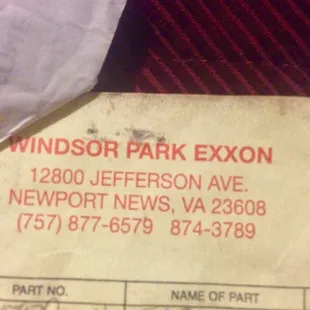 WINDSOR PARK EXXON
12800 JEFFERSON AVE.
NEWPORT NEWS, VA 23608
(757) 877-6579 874-3789
PART NO. NAME OF PART